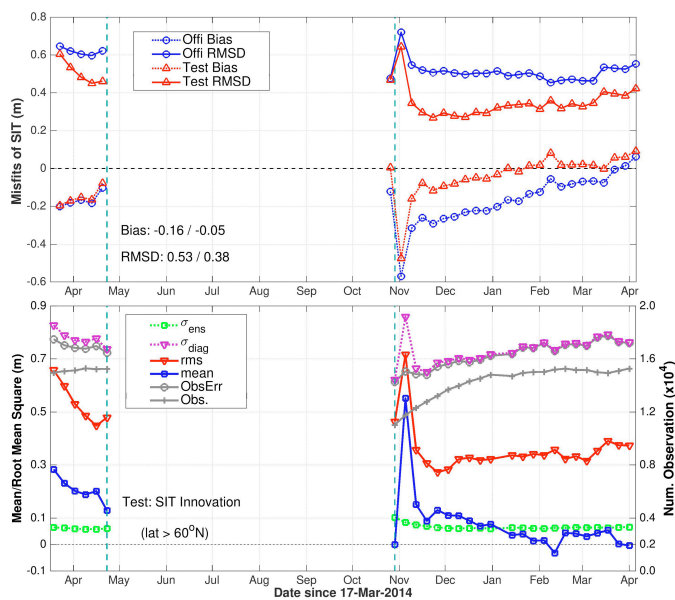 0.8
0.6
0.4
0.2
0
-0.2
-0.4
-0.6
Misfits of SIT (m)
Offi Bias
Offi RMSD
Test Bias
Test RMSD
Bias: -0.16 / -0.05
RMSD: 0.53 / 0.38
Apr May Jun Jul Aug Sep Oct Nov Dec Jan Feb Mar Apr
0.9
0.7
0.5
0.3
0.1
0
-0.1
Mean/Root Mean Square (m)
σens
σdiag
rms
mean
ObsErr
Obs.
Test: SIT Innovation
(lat > 60°N)
2.0
1.6
1.2
0.8
0.4
0.2
0
Num. Observation (x10⁴)
Apr May Jun Jul Aug Sep Oct Nov Dec Jan Feb Mar Apr
Date since 17-Mar-2014